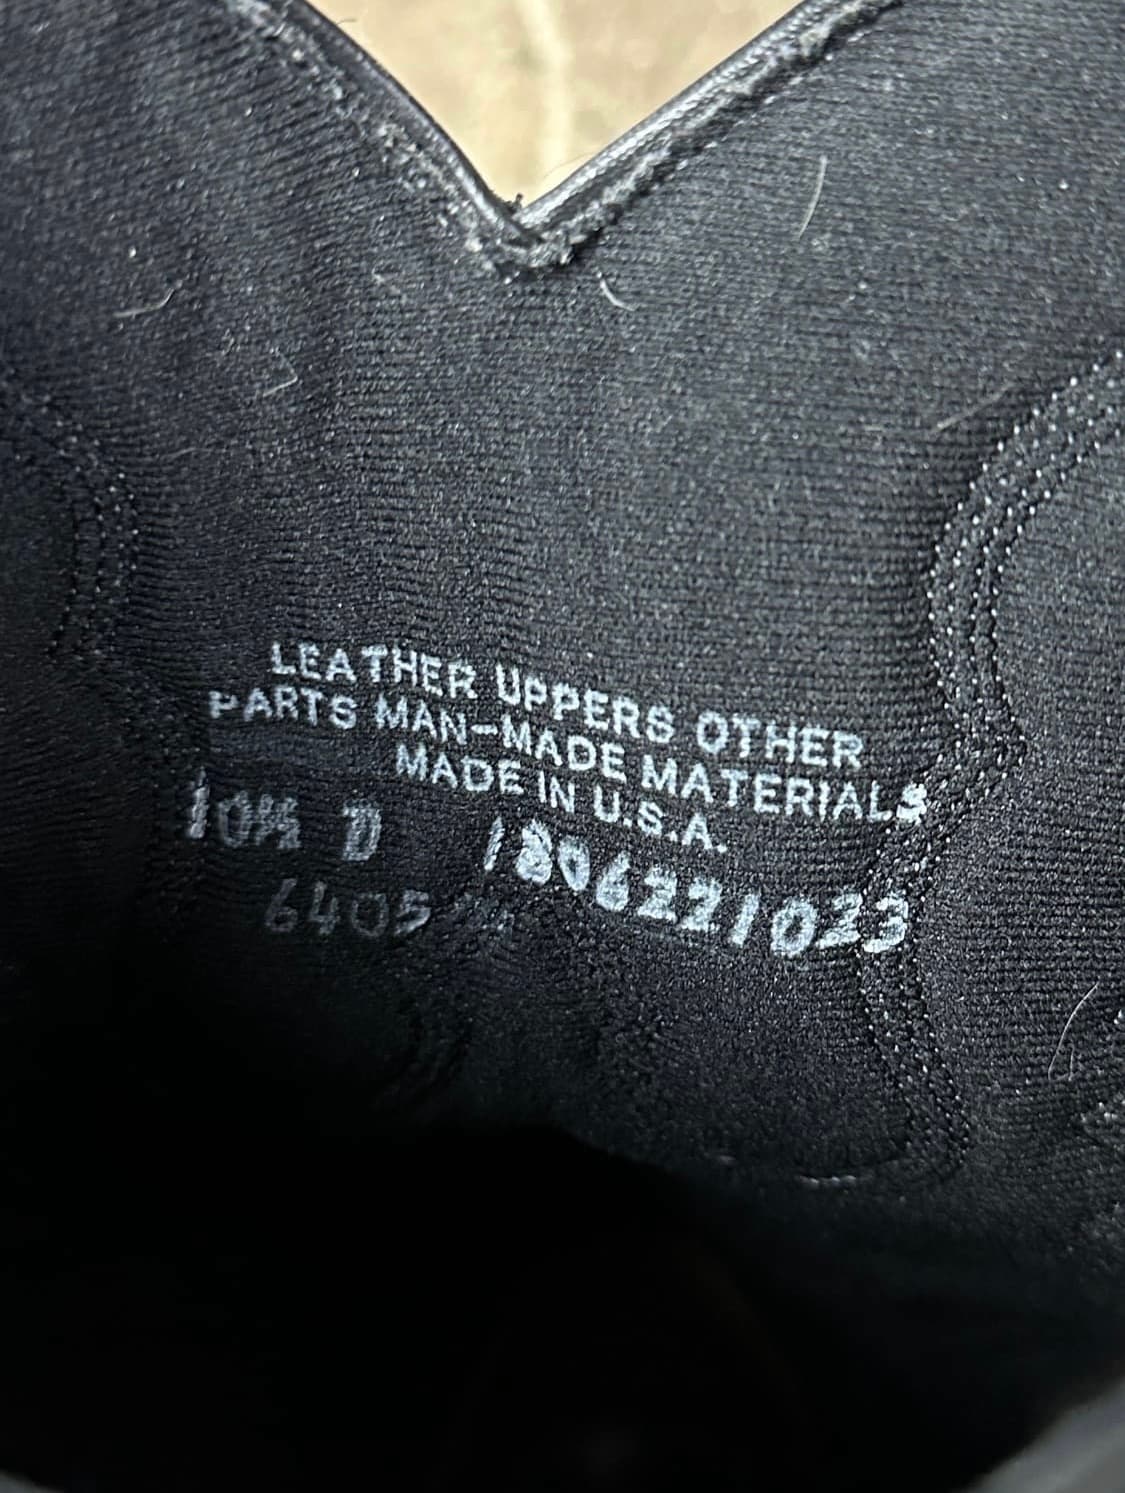 LEATHER UPPERS OTHER
PARTS MAN-MADE MATERIALS
MADE IN U.S.A.
10½ D 1806221023
6405